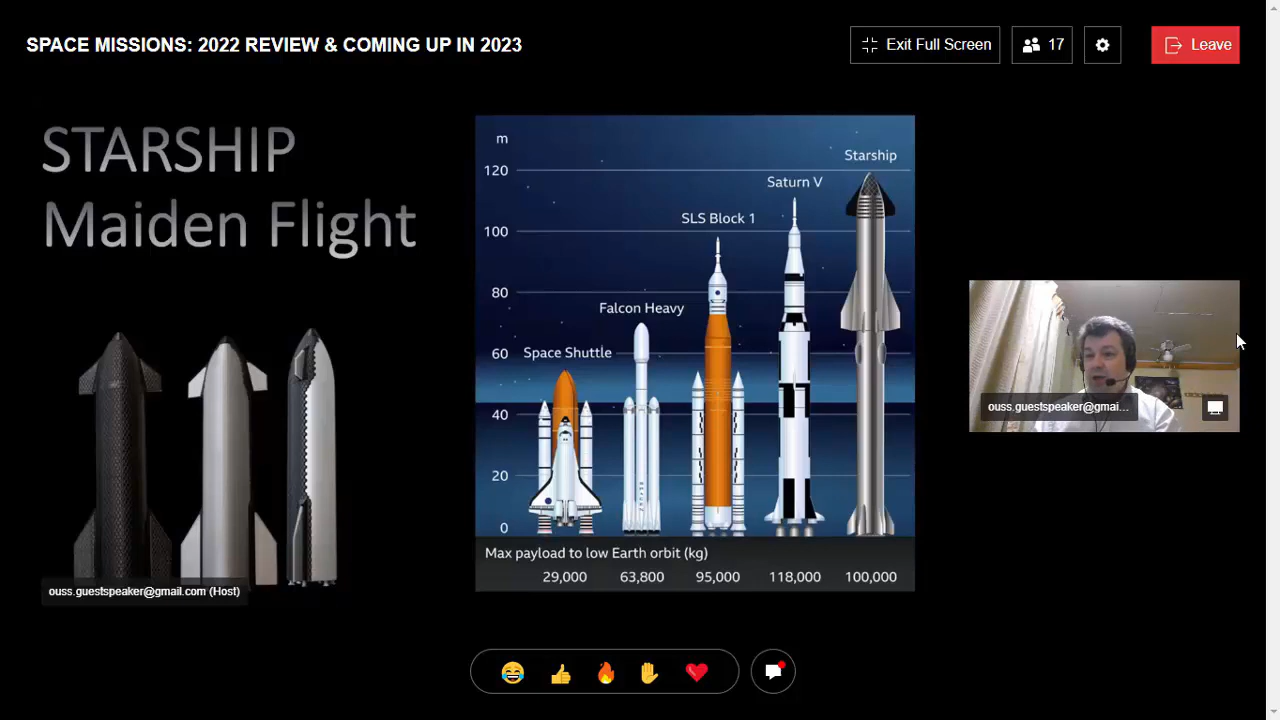 SPACE MISSIONS: 2022 REVIEW & COMING UP IN 2023
Exit Full Screen
17
Leave
STARSHIP
Maiden Flight
m
120
100
80
60
40
20
0
Space Shuttle
Falcon Heavy
SLS Block 1
Saturn V
Starship
Max payload to low Earth orbit (kg)
29,000 63,800 95,000 118,000 100,000
ouss.guestspeaker@gmail.com (Host)
ouss.guestspeaker@gmai...